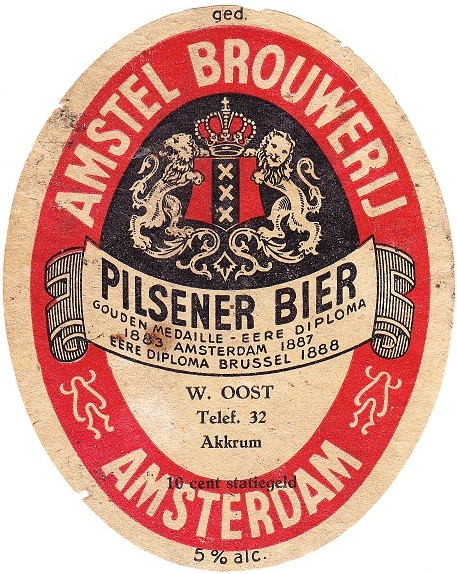 ged.
AMSTEL BROUWERIJ
XXX
PILSENER BIER
GOUDEN MEDAILLE - EERE DIPLOMA
1883 AMSTERDAM 1887
EERE DIPLOMA BRUSSEL 1888
W. OOST
Telef. 32
Akkrum
10 cent statiegeld
AMSTERDAM
5% alc.